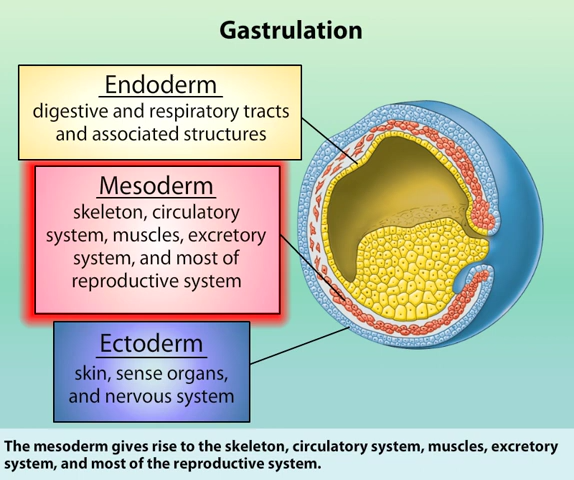 Gastrulation
Endoderm
digestive and respiratory tracts
and associated structures
Mesoderm
skeleton, circulatory
system, muscles, excretory
system, and most of
reproductive system
Ectoderm
skin, sense organs,
and nervous system
The mesoderm gives rise to the skeleton, circulatory system, muscles, excretory
system, and most of the reproductive system.